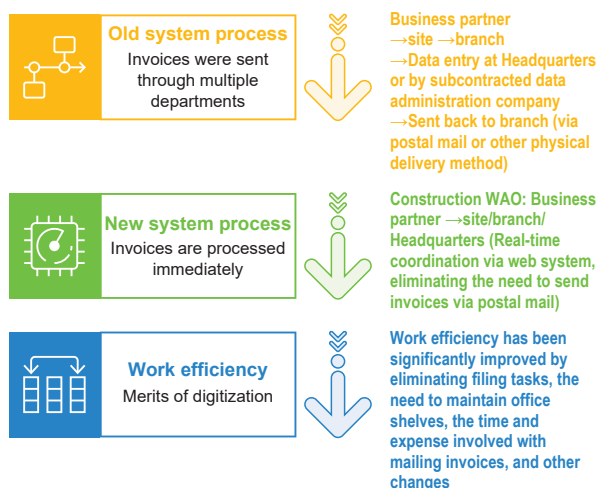 Old system process
Invoices were sent
through multiple
departments
Business partner
→site →branch
→Data entry at Headquarters
or by subcontracted data
administration company
→Sent back to branch (via
postal mail or other physical
delivery method)
New system process
Invoices are processed
immediately
Construction WAO: Business
partner →site/branch/
Headquarters (Real-time
coordination via web system,
eliminating the need to send
invoices via postal mail)
Work efficiency
Merits of digitization
Work efficiency has been
significantly improved by
eliminating filing tasks, the
need to maintain office
shelves, the time and
expense involved with
mailing invoices, and other
changes